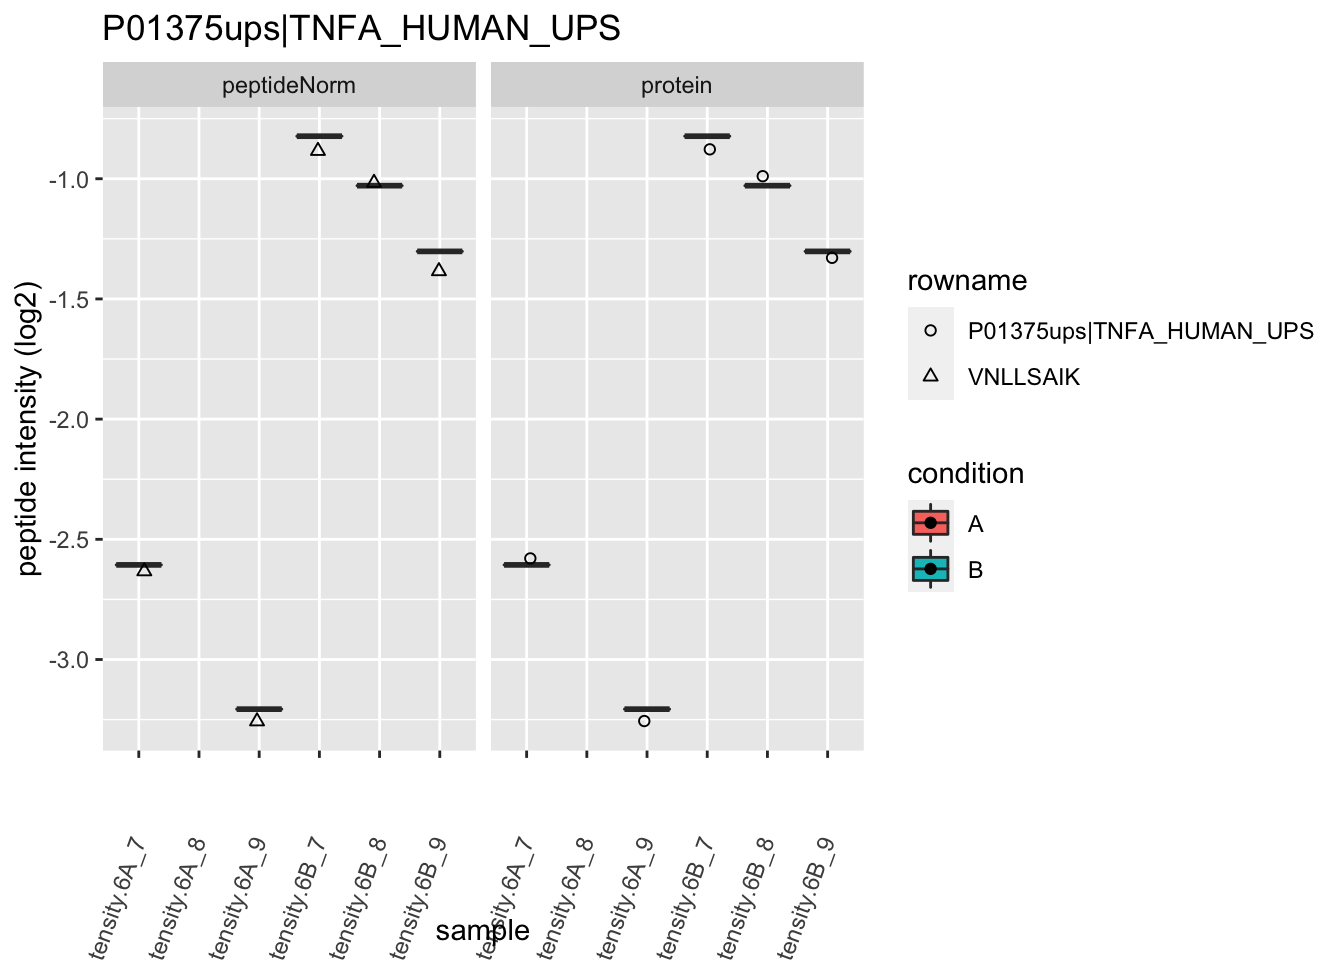 P01375ups|TNFA_HUMAN_UPS
peptideNorm
protein
peptide intensity (log2)
-1.0
-1.5
-2.0
-2.5
-3.0
tensity.6A_7
tensity.6A_8
tensity.6A_9
tensity.6B_7
tensity.6B_8
tensity.6B_9
tensity.6A_7
tensity.6A_8
tensity.6A_9
tensity.6B_7
tensity.6B_8
tensity.6B_9
sample
rowname
P01375ups|TNFA_HUMAN_UPS
VNLLSAIK
condition
A
B